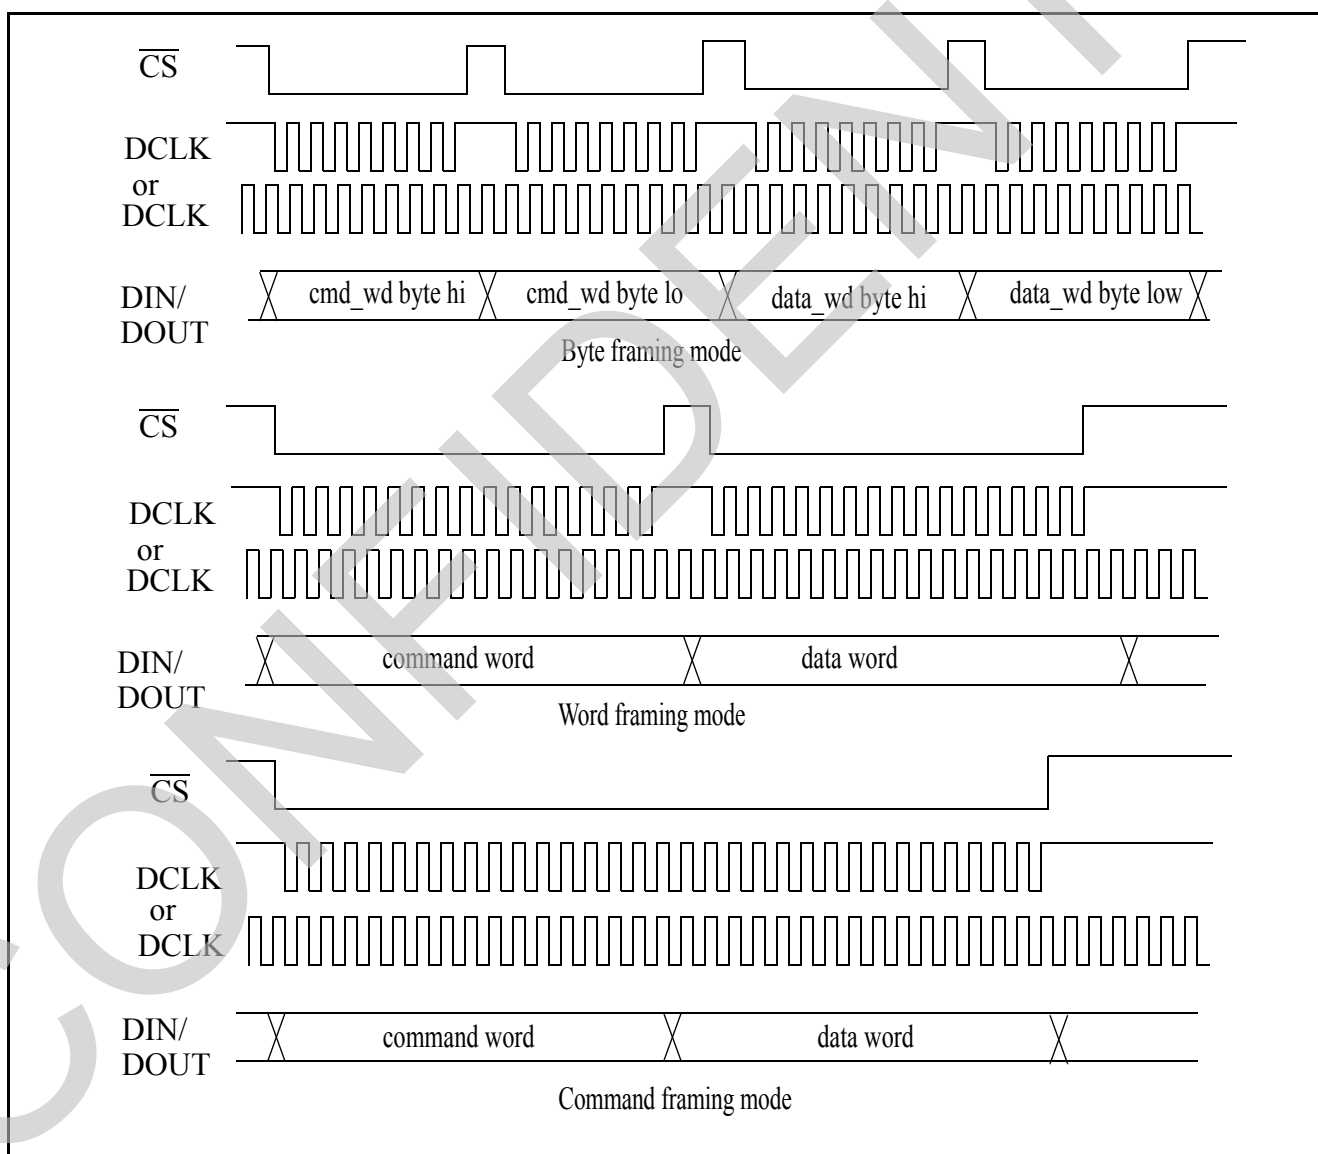 CS
DCLK
or
DCLK
DIN/
DOUT
cmd_wd byte hi cmd_wd byte lo data_wd byte hi data_wd byte low
Byte framing mode
CS
DCLK
or
DCLK
DIN/
DOUT
command word data word
Word framing mode
CS
DCLK
or
DCLK
DIN/
DOUT
command word data word
Command framing mode
CONFIDENT